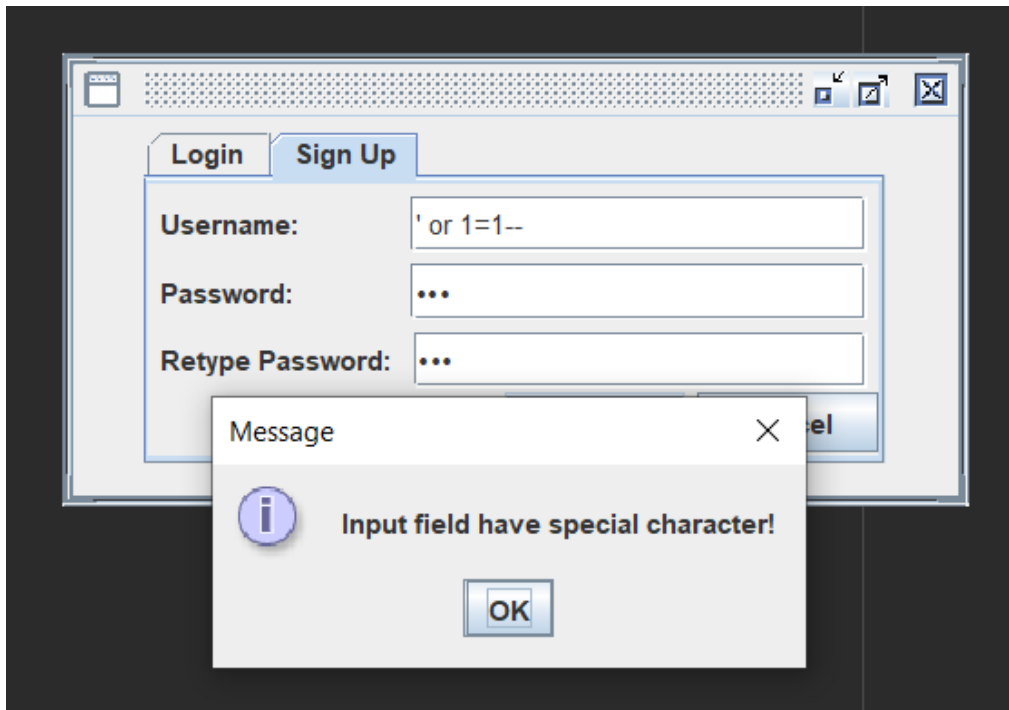 Login
Sign Up
Username:
' or 1=1--
Password:
•••
Retype Password:
•••
Message
Input field have special character!
OK